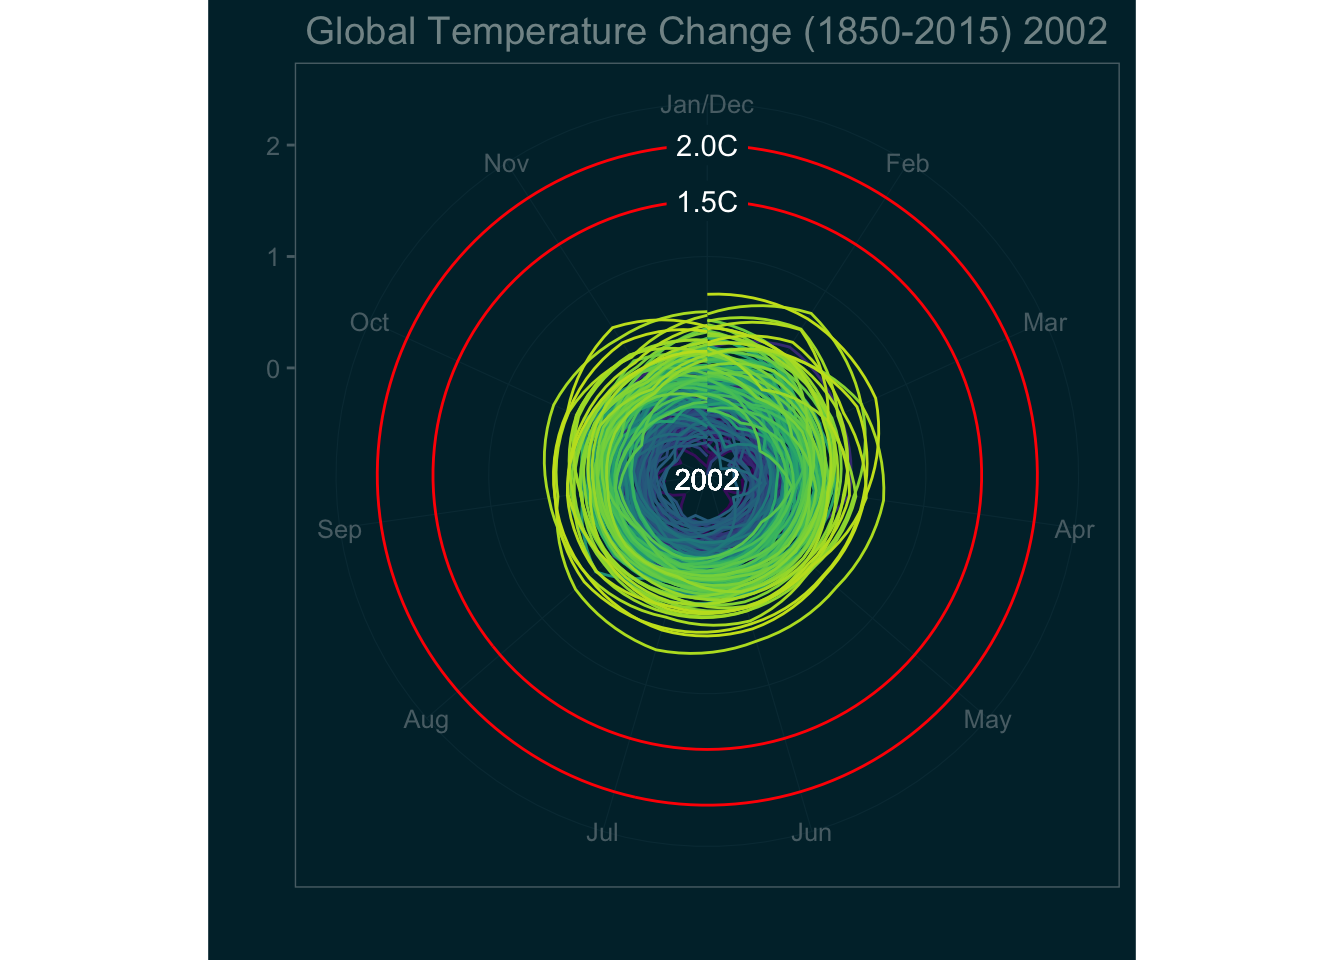 Global Temperature Change (1850-2015) 2002
Jan/Dec
2.0C
2
Nov
Feb
1.5C
1
Oct
Mar
0
2002
Sep
Apr
Aug
May
Jul
Jun